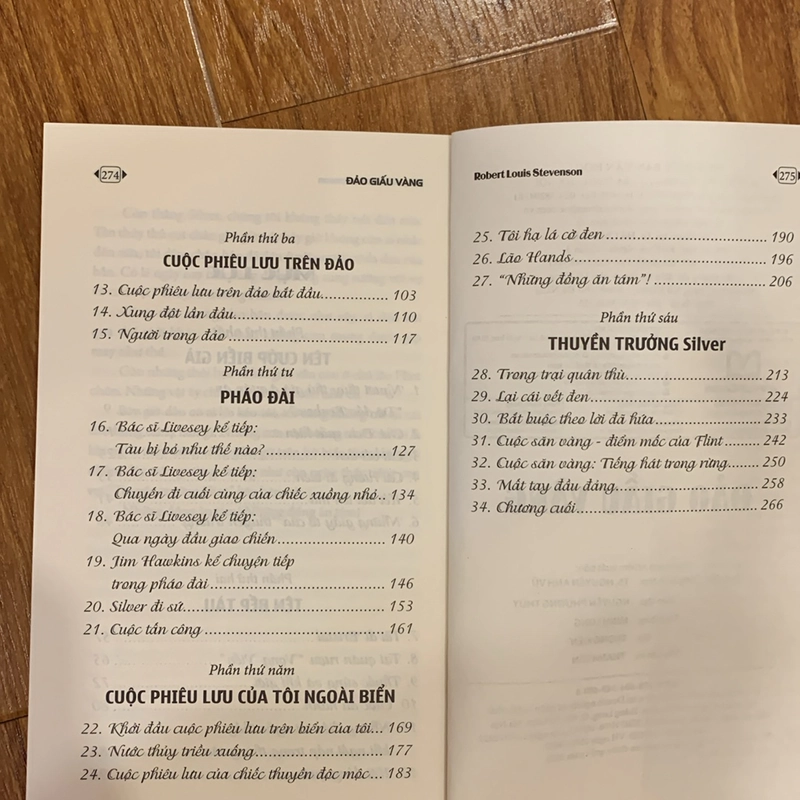 274
ĐẢO GIẤU VÀNG
Phần thứ ba
CUỘC PHIÊU LƯU TRÊN ĐẢO
13. Cuộc phiêu lưu trên đảo bắt đầu................ 103
14. Xung đột lần đầu........................................ 110
15. Người trong đảo......................................... 117
Phần thứ tư
PHÁO ĐÀI
16. Bác sĩ Livesey kể tiếp:
Tàu bị bỏ như thế nào?............................. 127
17. Bác sĩ Livesey kể tiếp:
Chuyến đi cuối cùng của chiếc xuồng nhỏ.. 134
18. Bác sĩ Livesey kể tiếp:
Qua ngày đầu giao chiến .......................... 140
19. Jim Hawkins kể chuyện tiếp
trong pháo đài........................................... 146
20. Silver đi sứ................................................ 153
21. Cuộc tấn công ........................................... 161
Phần thứ năm
CUỘC PHIÊU LƯU CỦA TÔI NGOÀI BIỂN
22. Khởi đầu cuộc phiêu lưu trên biển của tôi... 169
23. Nước thủy triều xuống............................... 177
24. Cuộc phiêu lưu của chiếc thuyền độc mộc... 183
Robert Louis Stevenson
275
25. Tôi hạ lá cờ đen ........................................ 190
26. Lão Hands ................................................ 196
27. “Những đồng ăn tám”! .............................. 206
Phần thứ sáu
THUYỀN TRƯỞNG Silver
28. Trong trại quân thù.................................... 213
29. Lại cái vết đen .......................................... 224
30. Bắt buộc theo lời đã hứa........................... 233
31. Cuộc săn vàng - điểm mốc của Flint ......... 242
32. Cuộc săn vàng: Tiếng hát trong rừng......... 250
33. Mất tay đầu đảng...................................... 258
34. Chương cuối............................................. 266